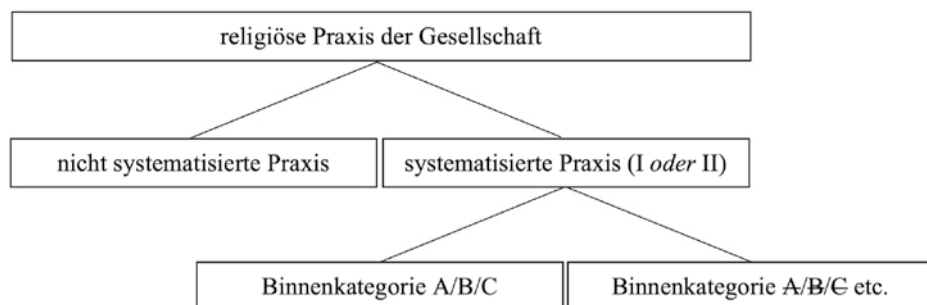 religiöse Praxis der Gesellschaft
nicht systematisierte Praxis
systematisierte Praxis (I oder II)
Binnenkategorie A/B/C
Binnenkategorie A/B/C etc.